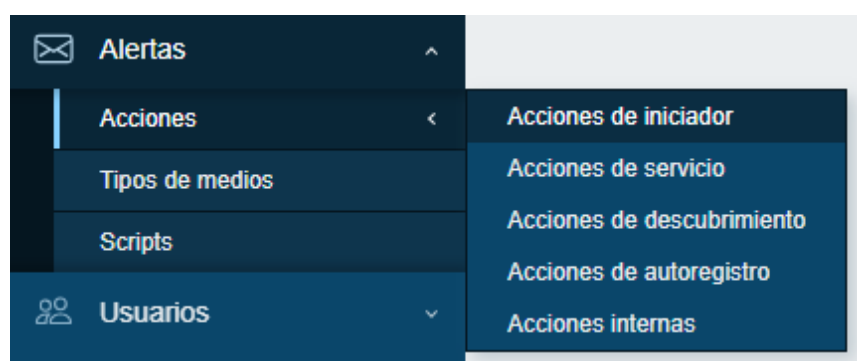 Alertas
Acciones
Tipos de medios
Scripts
Usuarios
Acciones de iniciador
Acciones de servicio
Acciones de descubrimiento
Acciones de autoregistro
Acciones internas